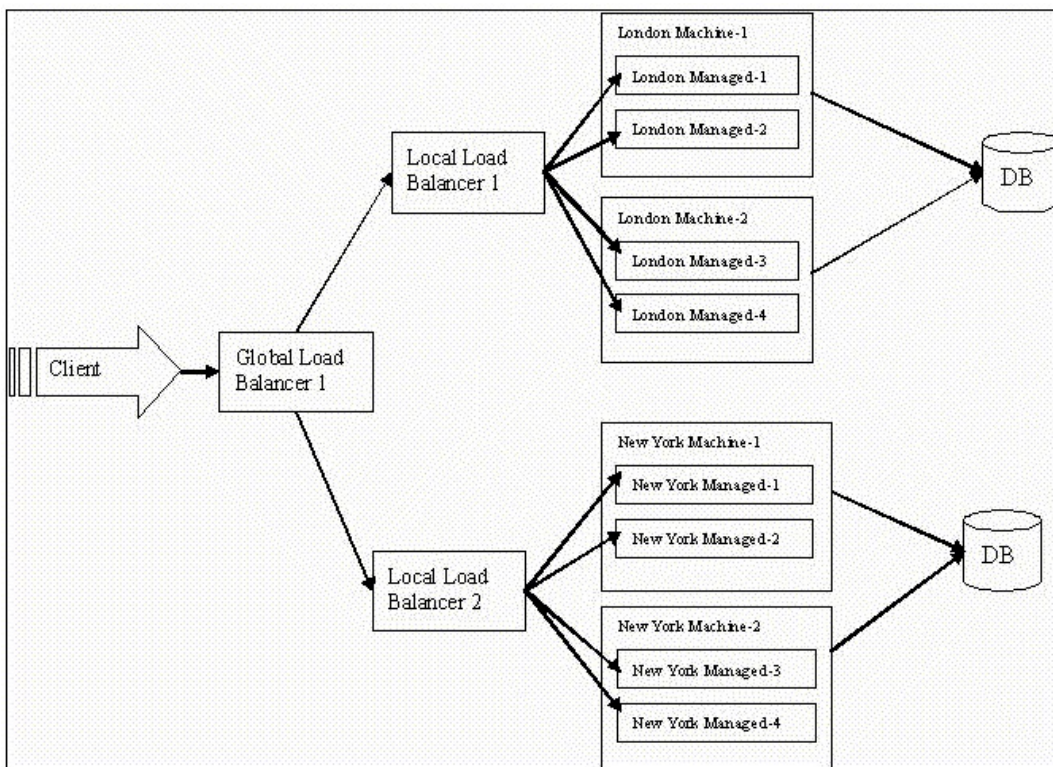 Client
Global Load
Balancer 1
Local Load
Balancer 1
London Machine-1
London Managed-1
London Managed-2
London Machine-2
London Managed-3
London Managed-4
DB
Local Load
Balancer 2
New York Machine-1
New York Managed-1
New York Managed-2
New York Machine-2
New York Managed-3
New York Managed-4
DB